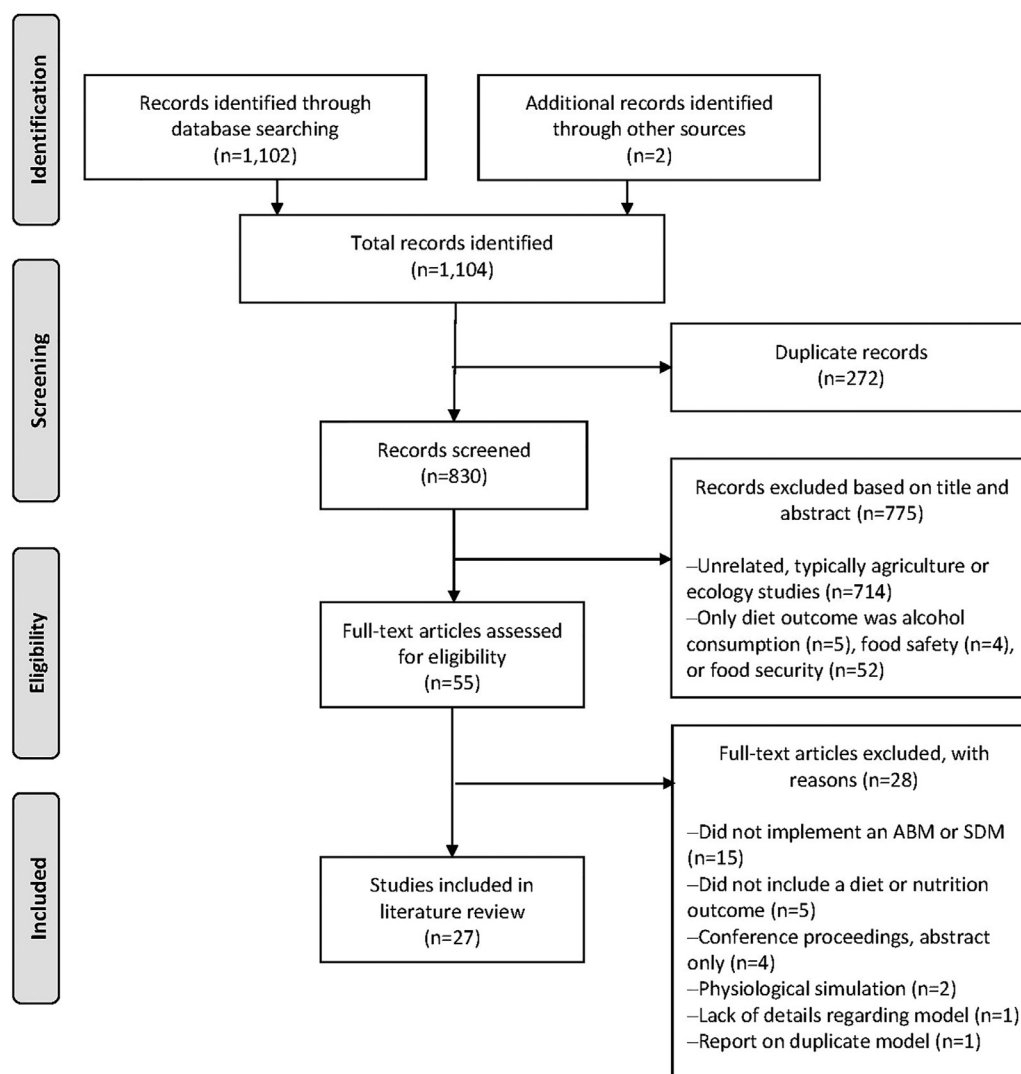 Identification
Records identified through
database searching
(n=1,102)
Additional records identified
through other sources
(n=2)
Total records identified
(n=1,104)
Screening
Duplicate records
(n=272)
Records screened
(n=830)
Records excluded based on title and
abstract (n=775)
–Unrelated, typically agriculture or
ecology studies (n=714)
–Only diet outcome was alcohol
consumption (n=5), food safety (n=4),
or food security (n=52)
Eligibility
Full-text articles assessed
for eligibility
(n=55)
Full-text articles excluded, with
reasons (n=28)
–Did not implement an ABM or SDM
(n=15)
–Did not include a diet or nutrition
outcome (n=5)
–Conference proceedings, abstract
only (n=4)
–Physiological simulation (n=2)
–Lack of details regarding model (n=1)
–Report on duplicate model (n=1)
Included
Studies included in
literature review
(n=27)